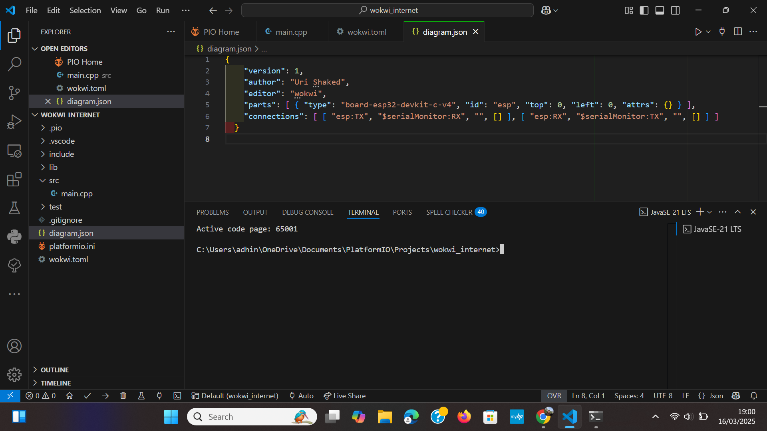 File Edit Selection View Go Run ··· wokwi_internet
EXPLORER ···
OPEN EDITORS
PIO Home
main.cpp src
wokwi.toml
diagram.json
WOKWI INTERNET
.pio
.vscode
include
lib
src
main.cpp
test
.gitignore
diagram.json
platformio.ini
wokwi.toml
OUTLINE
TIMELINE
PIO Home main.cpp wokwi.toml {} diagram.json
{} diagram.json > ...
1 {
2 "version": 1,
3 "author": "Uri Shaked",
4 "editor": "wokwi",
5 "parts": [ { "type": "board-esp32-devkit-c-v4", "id": "esp", "top": 0, "left": 0, "attrs": {} } ],
6 "connections": [ [ "esp:TX", "$serialMonitor:RX", "", [] ], [ "esp:RX", "$serialMonitor:TX", "", [] ] ]
7 }
8
PROBLEMS OUTPUT DEBUG CONSOLE TERMINAL PORTS SPELL CHECKER 40 JavaSE-21 LTS
Active code page: 65001
C:\Users\adhin\OneDrive\Documents\PlatformIO\Projects\wokwi_internet>
JavaSE-21 LTS
0 0 Default (wokwi_internet) Auto Live Share OVR Ln 8, Col 1 Spaces: 4 UTF-8 LF {} Json
Search
19:00
16/03/2025